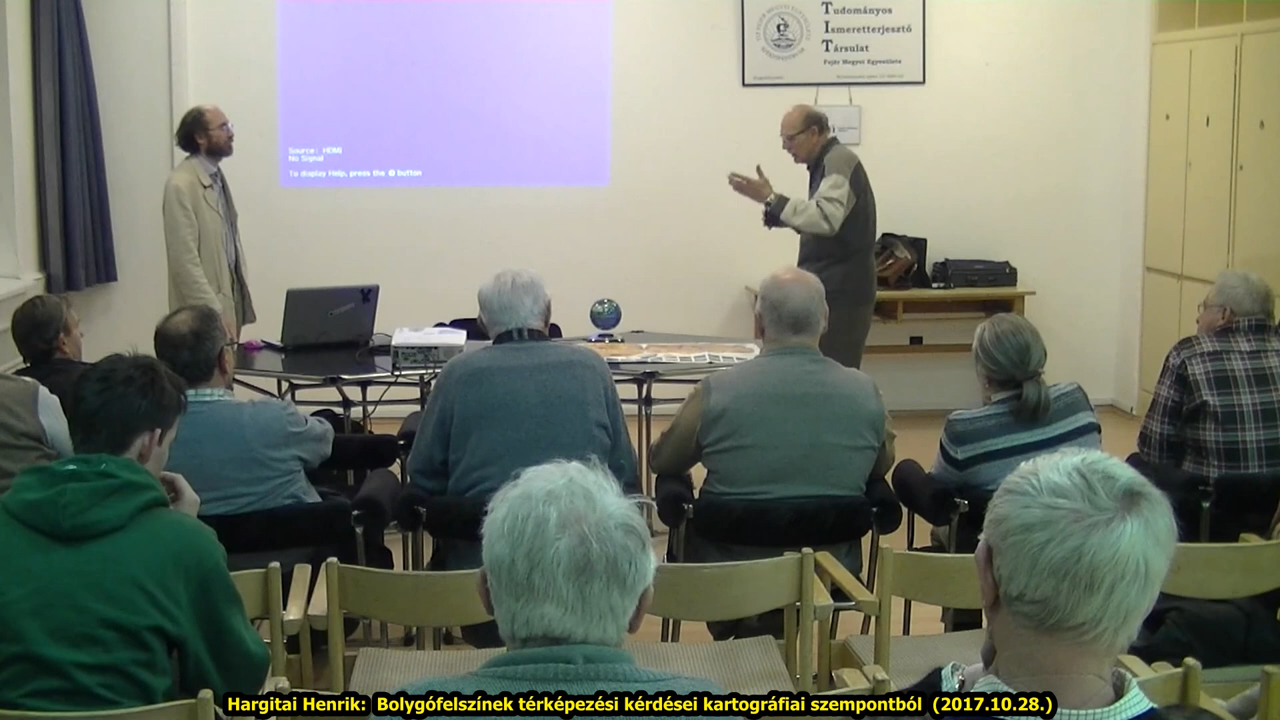 Tudományos
Ismeretterjesztő
Társulat
Fejér Megyei Egyesülete
Source: HDMI
No Signal
To display Help, press the button
Hargitai Henrik: Bolygófelszínek térképezési kérdései kartográfiai szempontból (2017.10.28.)